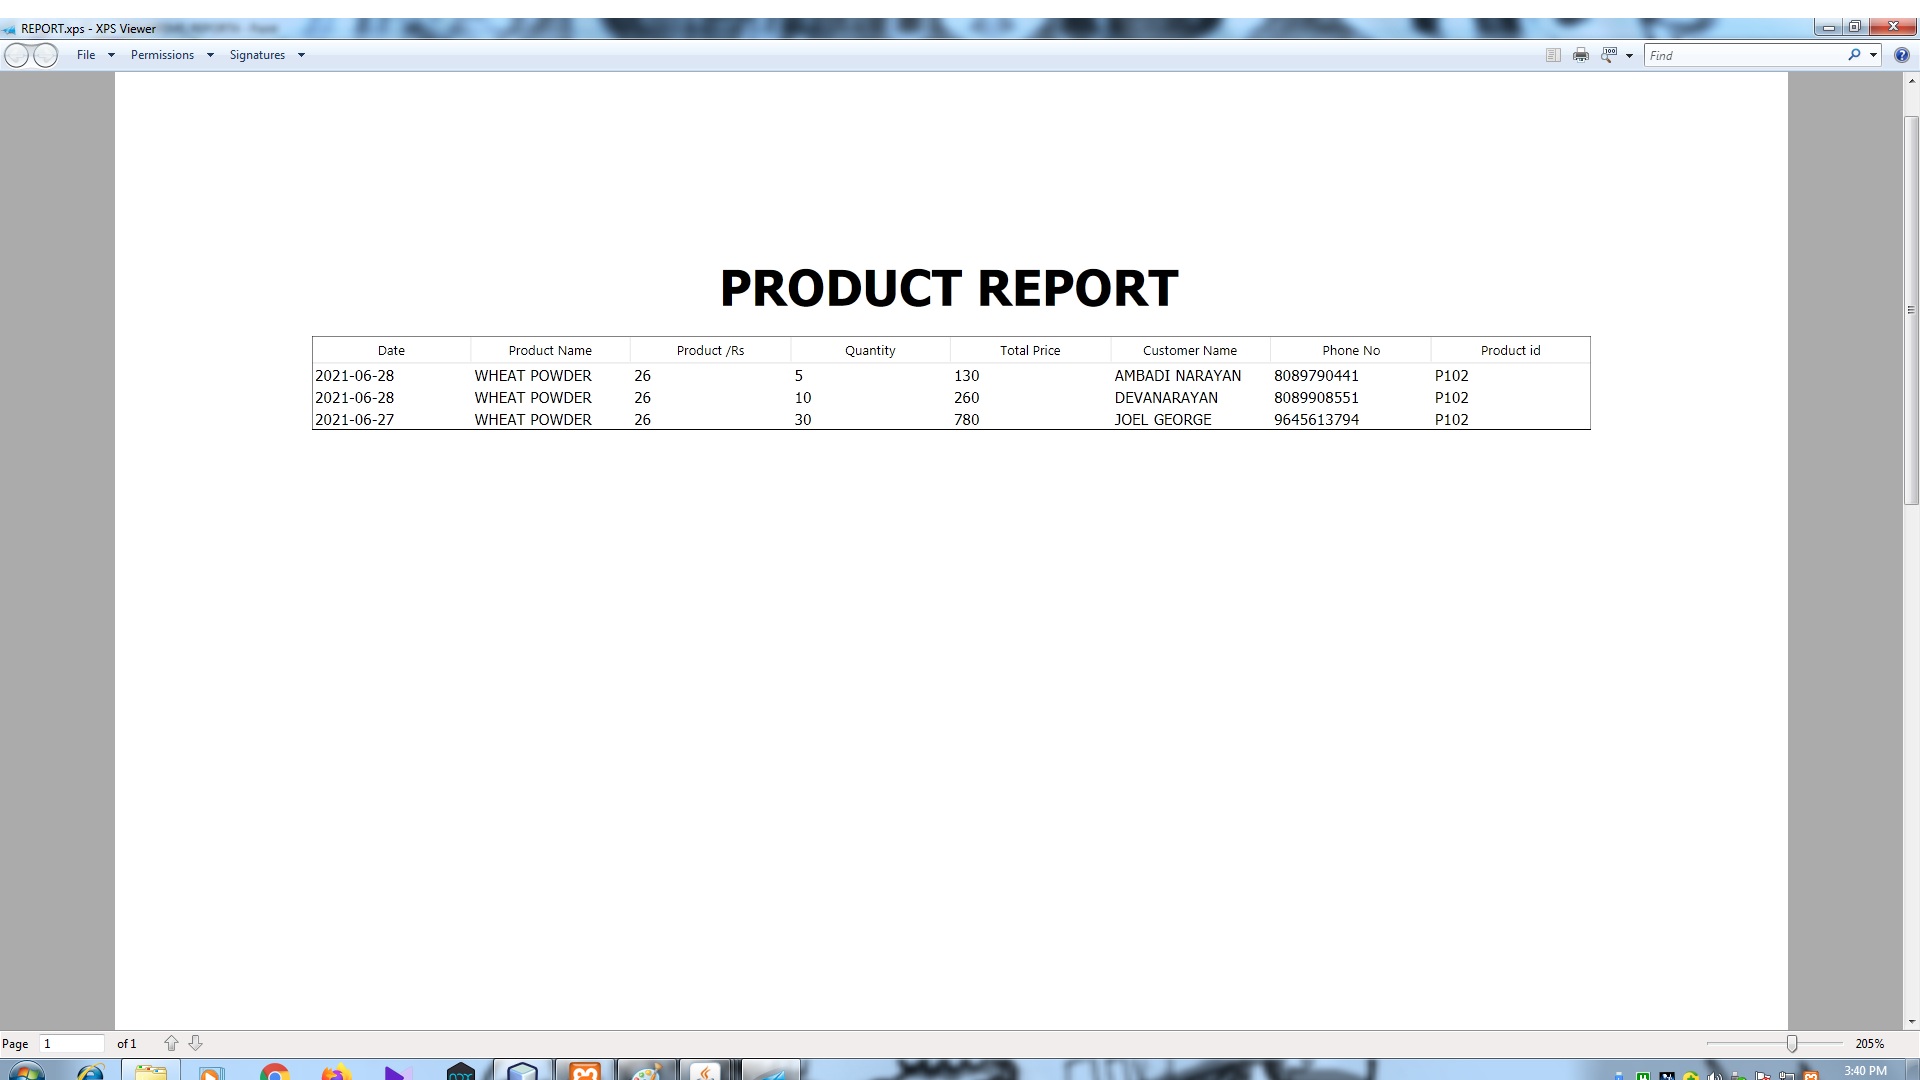 REPORT.xps - XPS Viewer
File Permissions Signatures Find
PRODUCT REPORT
Date Product Name Product /Rs Quantity Total Price Customer Name Phone No Product id
2021-06-28 WHEAT POWDER 26 5 130 AMBADI NARAYAN 8089790441 P102
2021-06-28 WHEAT POWDER 26 10 260 DEVANARAYAN 8089908551 P102
2021-06-27 WHEAT POWDER 26 30 780 JOEL GEORGE 9645613794 P102
Page 1 of 1 205%
3:40 PM